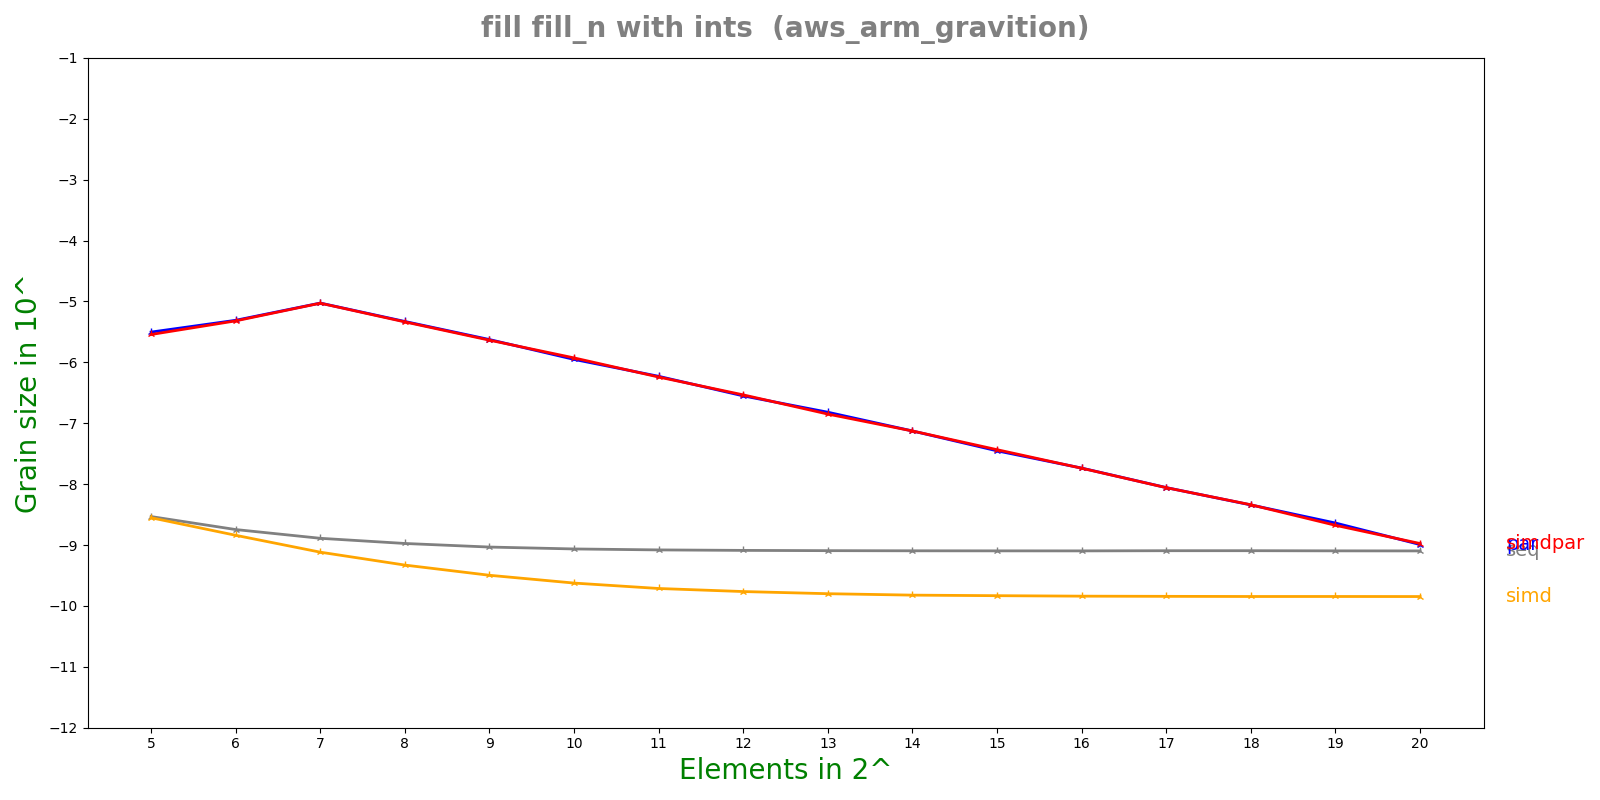 fill fill_n with ints  (aws_arm_gravition)
Grain size in 10^
−1
−2
−3
−4
−5
−6
−7
−8
−9
−10
−11
−12
simdpar
par
seq
simd
5 6 7 8 9 10 11 12 13 14 15 16 17 18 19 20
Elements in 2^